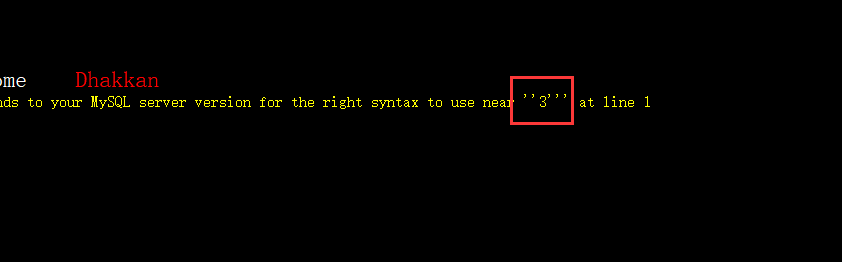 ome Dhakkan
nds to your MySQL server version for the right syntax to use near ''3''' at line 1